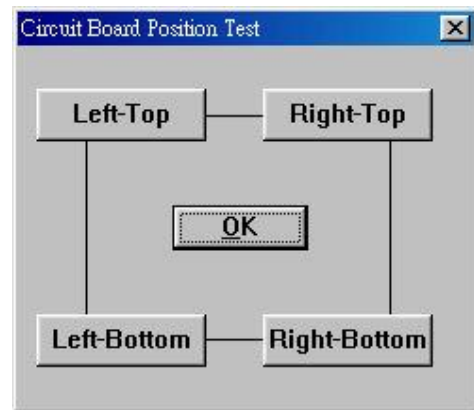 Circuit Board Position Test
Left-Top Right-Top
OK
Left-Bottom Right-Bottom